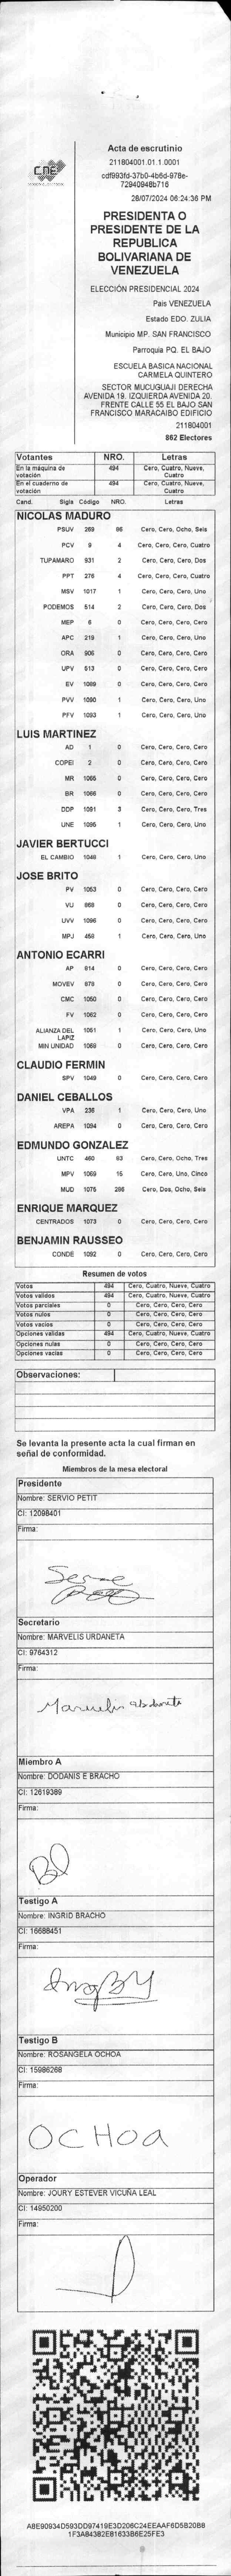 CNE
Acta de escrutinio
211804001.01.1.0001
cdf993fd-37b0-4b6d-978e-
72940948b716
28/07/2024 06:24:36 PM
PRESIDENTA O
PRESIDENTE DE LA
REPUBLICA
BOLIVARIANA DE
VENEZUELA
ELECCIÓN PRESIDENCIAL 2024
Pais VENEZUELA
Estado EDO. ZULIA
Municipio MP. SAN FRANCISCO
Parroquia PQ. EL BAJO
ESCUELA BASICA NACIONAL
CARMELA QUINTERO
SECTOR MUCUGUAJI DERECHA
AVENIDA 19. IZQUIERDA AVENIDA 20.
FRENTE CALLE 55 EL BAJO SAN
FRANCISCO MARACAIBO EDIFICIO
211804001
862 Electores
Votantes NRO. Letras
En la máquina de votación 494 Cero, Cuatro, Nueve, Cuatro
En el cuaderno de votación 494 Cero, Cuatro, Nueve, Cuatro
Cand. Sigla Código NRO. Letras
NICOLAS MADURO
PSUV 269 86 Cero, Cero, Ocho, Seis
PCV 9 4 Cero, Cero, Cero, Cuatro
TUPAMARO 931 2 Cero, Cero, Cero, Dos
PPT 276 4 Cero, Cero, Cero, Cuatro
MSV 1017 1 Cero, Cero, Cero, Uno
PODEMOS 514 2 Cero, Cero, Cero, Dos
MEP 6 0 Cero, Cero, Cero, Cero
APC 219 1 Cero, Cero, Cero, Uno
ORA 906 0 Cero, Cero, Cero, Cero
UPV 513 0 Cero, Cero, Cero, Cero
EV 1089 0 Cero, Cero, Cero, Cero
PVV 1090 1 Cero, Cero, Cero, Uno
PFV 1093 1 Cero, Cero, Cero, Uno
LUIS MARTINEZ
AD 1 0 Cero, Cero, Cero, Cero
COPEI 2 0 Cero, Cero, Cero, Cero
MR 1065 0 Cero, Cero, Cero, Cero
BR 1066 0 Cero, Cero, Cero, Cero
DDP 1091 3 Cero, Cero, Cero, Tres
UNE 1095 1 Cero, Cero, Cero, Uno
JAVIER BERTUCCI
EL CAMBIO 1048 1 Cero, Cero, Cero, Uno
JOSE BRITO
PV 1053 0 Cero, Cero, Cero, Cero
VU 868 0 Cero, Cero, Cero, Cero
UVV 1096 0 Cero, Cero, Cero, Cero
MPJ 458 1 Cero, Cero, Cero, Uno
ANTONIO ECARRI
AP 814 0 Cero, Cero, Cero, Cero
MOVEV 878 0 Cero, Cero, Cero, Cero
CMC 1050 0 Cero, Cero, Cero, Cero
FV 1062 0 Cero, Cero, Cero, Cero
ALIANZA DEL LAPIZ 1081 1 Cero, Cero, Cero, Uno
MIN UNIDAD 1068 0 Cero, Cero, Cero, Cero
CLAUDIO FERMIN
SPV 1049 0 Cero, Cero, Cero, Cero
DANIEL CEBALLOS
VPA 236 1 Cero, Cero, Cero, Uno
AREPA 1094 0 Cero, Cero, Cero, Cero
EDMUNDO GONZALEZ
UNTC 460 83 Cero, Cero, Ocho, Tres
MPV 1069 15 Cero, Cero, Uno, Cinco
MUD 1075 286 Cero, Dos, Ocho, Seis
ENRIQUE MARQUEZ
CENTRADOS 1073 0 Cero, Cero, Cero, Cero
BENJAMIN RAUSSEO
CONDE 1092 0 Cero, Cero, Cero, Cero
Resumen de votos
Votos 494 Cero, Cuatro, Nueve, Cuatro
Votos validos 494 Cero, Cuatro, Nueve, Cuatro
Votos parciales 0 Cero, Cero, Cero, Cero
Votos nulos 0 Cero, Cero, Cero, Cero
Votos vacios 0 Cero, Cero, Cero, Cero
Opciones validas 494 Cero, Cuatro, Nueve, Cuatro
Opciones nulas 0 Cero, Cero, Cero, Cero
Opciones vacias 0 Cero, Cero, Cero, Cero
Observaciones:
Se levanta la presente acta la cual firman en
señal de conformidad.
Miembros de la mesa electoral
Presidente
Nombre: SERVIO PETIT
CI: 12098401
Firma:
Secretario
Nombre: MARVELIS URDANETA
CI: 9764312
Firma:
Marvelis Urdaneta
Miembro A
Nombre: DODANIS E BRACHO
CI: 12619369
Firma:
Testigo A
Nombre: INGRID BRACHO
CI: 16688451
Firma:
Testigo B
Nombre: ROSANGELA OCHOA
CI: 15986268
Firma:
OCHOa
Operador
Nombre: JOURY ESTEVER VICUÑA LEAL
CI: 14950200
Firma:
A8E90934D593DD97419E3D206C24EEAAF6D5B20B8
1F3A84382E81633B6E25FE3